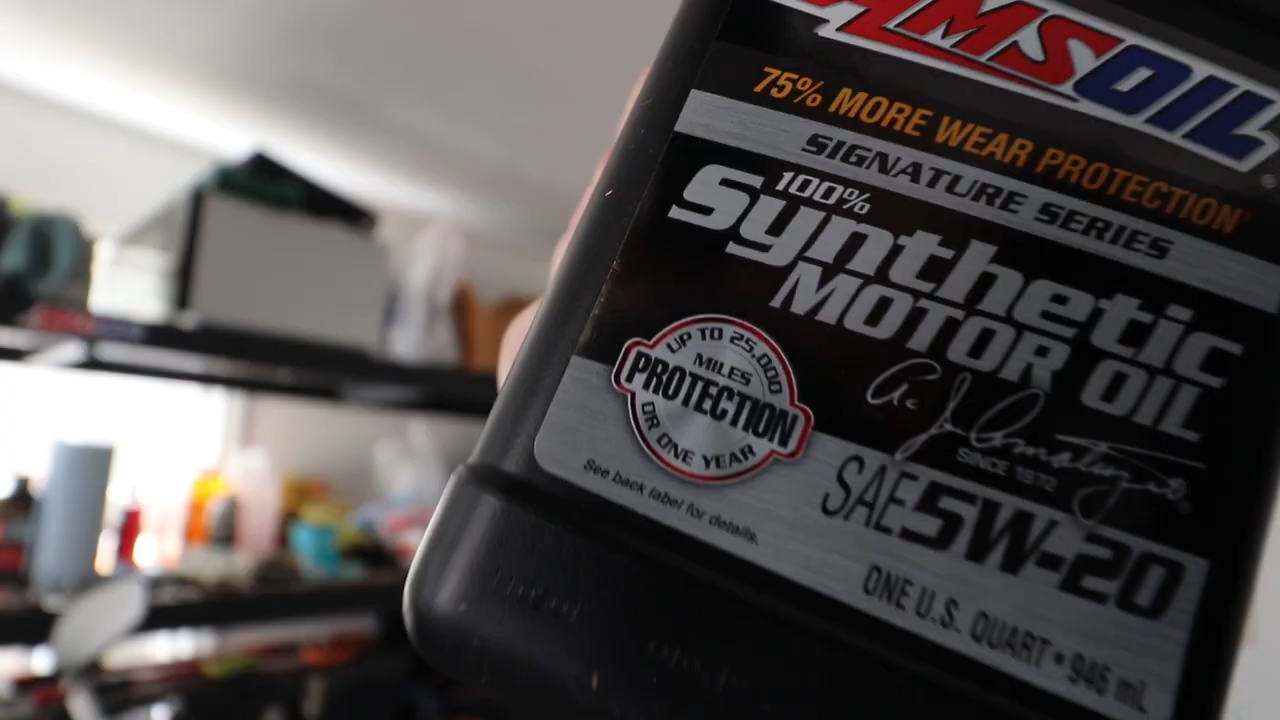 AMSOIL
75% MORE WEAR PROTECTION
SIGNATURE SERIES
100%
Synthetic
MOTOR OIL
SINCE 1972
UP TO 25,000
MILES
PROTECTION
OR ONE YEAR
See back label for details.
SAE 5W-20
ONE U.S. QUART • 946 mL